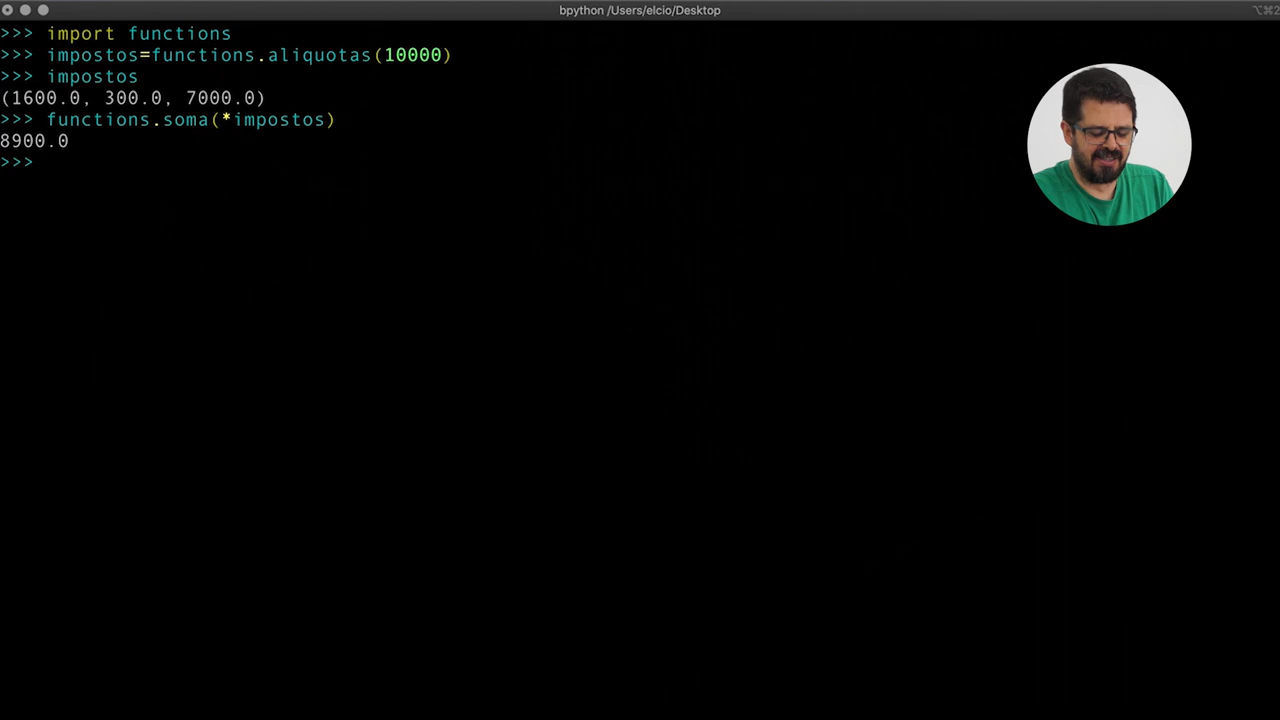 bpython /Users/elcio/Desktop
⌥⌘2
>>> import functions
>>> impostos=functions.aliquotas(10000)
>>> impostos
(1600.0, 300.0, 7000.0)
>>> functions.soma(*impostos)
8900.0
>>>